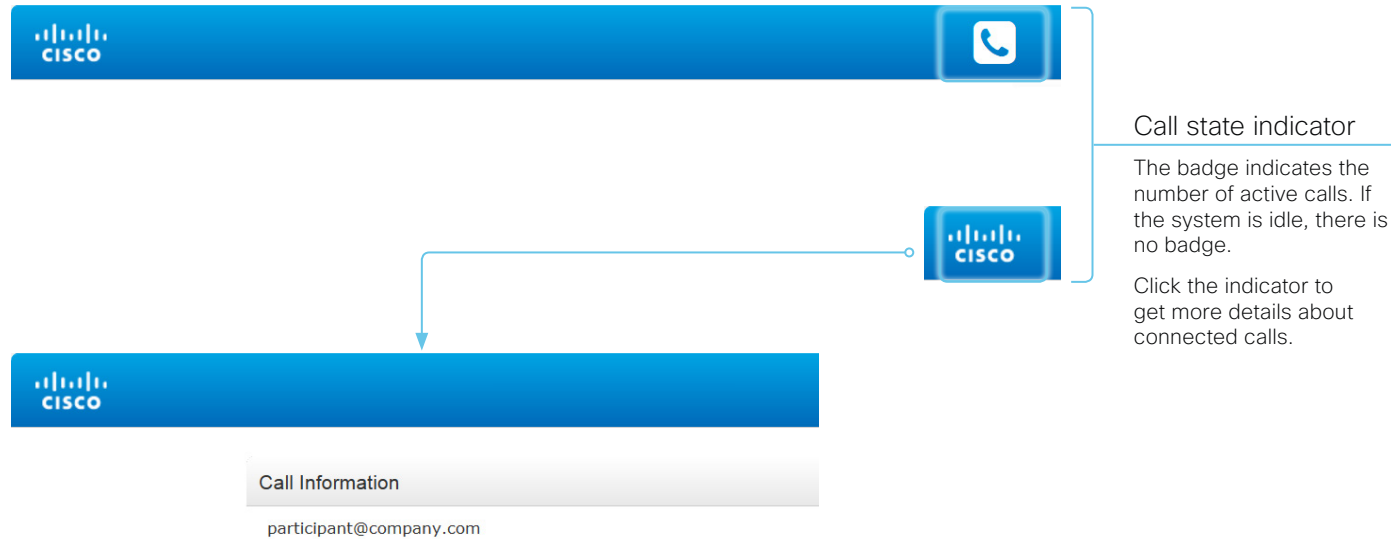 CISCO
Call state indicator
The badge indicates the
number of active calls. If
the system is idle, there is
no badge.
Click the indicator to
get more details about
connected calls.
CISCO
CISCO
Call Information
participant@company.com